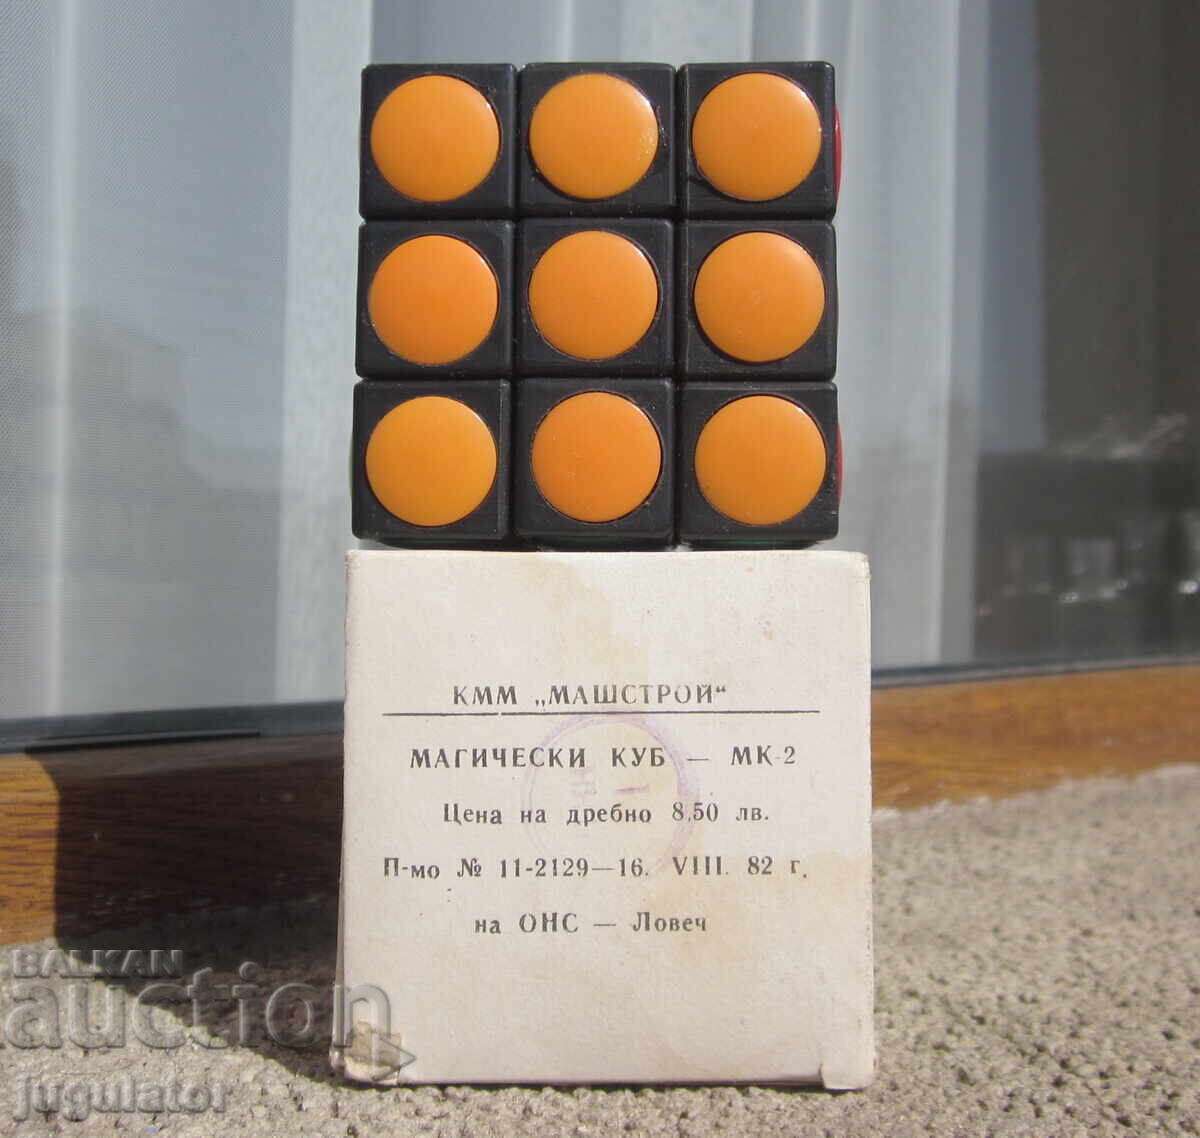 КММ „МАШСТРОЙ“
МАГИЧЕСКИ КУБ — МК-2
Цена на дребно 8,50 лв.
П-мо № 11-2129—16. VIII. 82 г.
на ОНС — Ловеч
BALKAN
auction
jugulator